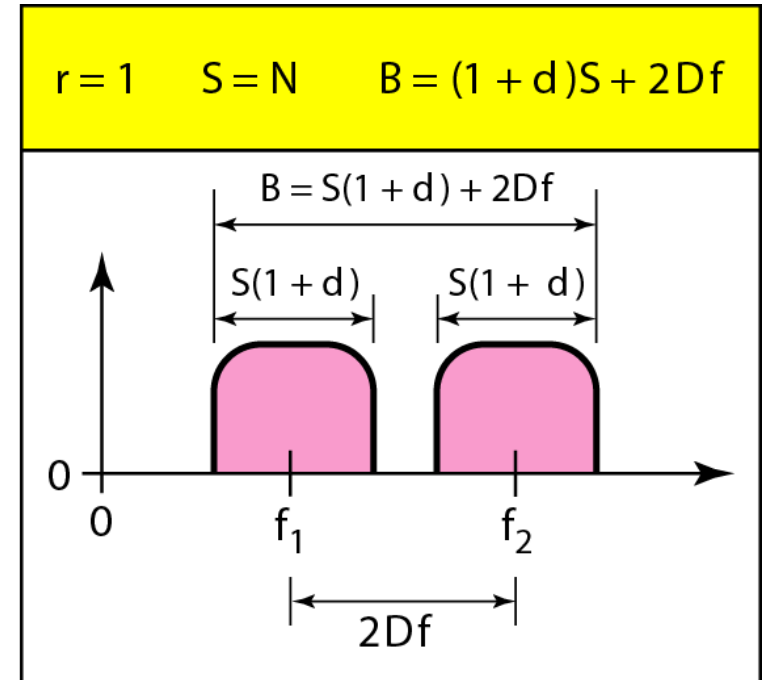 r = 1 S = N B = (1 + d)S + 2Df
B = S(1 + d) + 2Df
S(1 + d) S(1 + d)
0
0 f₁ f₂
2Df